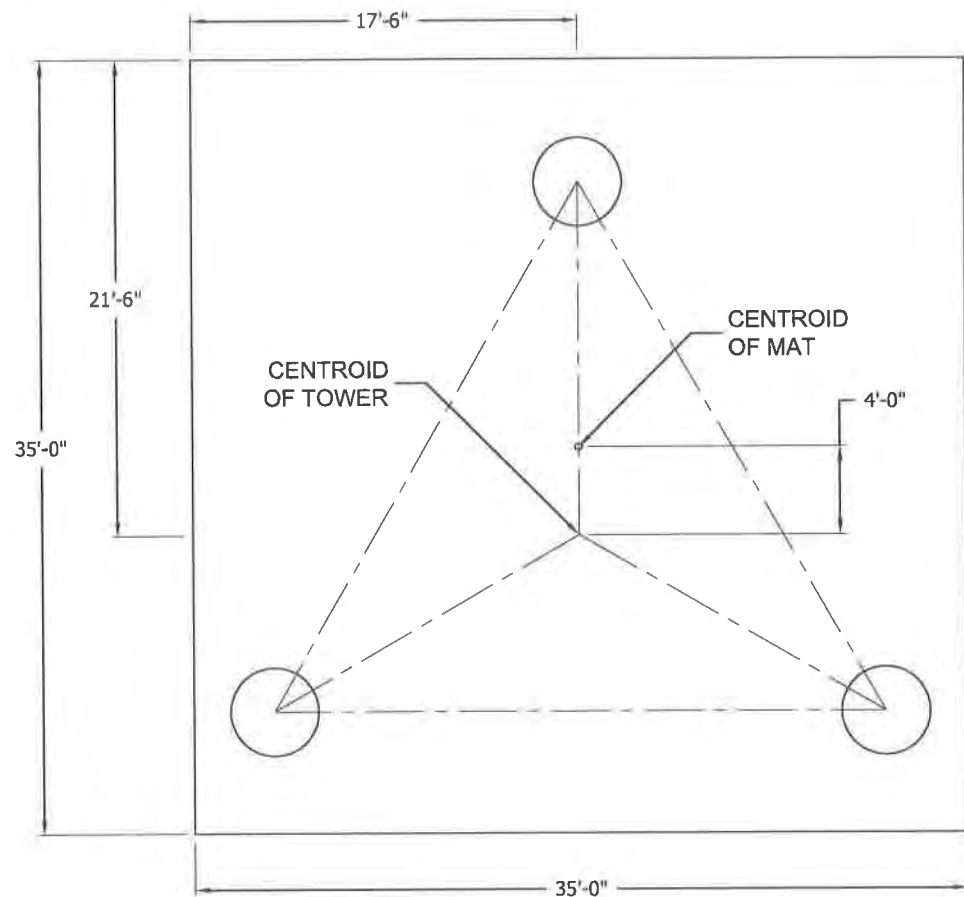 17'-6"
21'-6"
CENTROID
OF MAT
CENTROID
OF TOWER
4'-0"
35'-0"
35'-0"